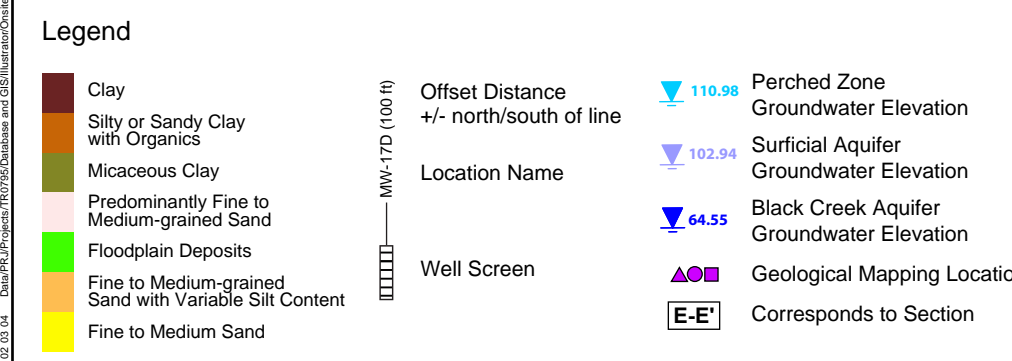 Legend
Clay
Silty or Sandy Clay
with Organics
Micaceous Clay
Predominantly Fine to
Medium-grained Sand
Floodplain Deposits
Fine to Medium-grained
Sand with Variable Silt Content
Fine to Medium Sand
MW-17D (100 ft)
Offset Distance
+/- north/south of line
Location Name
Well Screen
110.98 Perched Zone
Groundwater Elevation
102.94 Surficial Aquifer
Groundwater Elevation
64.55 Black Creek Aquifer
Groundwater Elevation
Geological Mapping Locatio
E-E' Corresponds to Section
02 03 04 Data/PRJ/Projects/TR0795/Database and GIS/Illustrator/Onsite